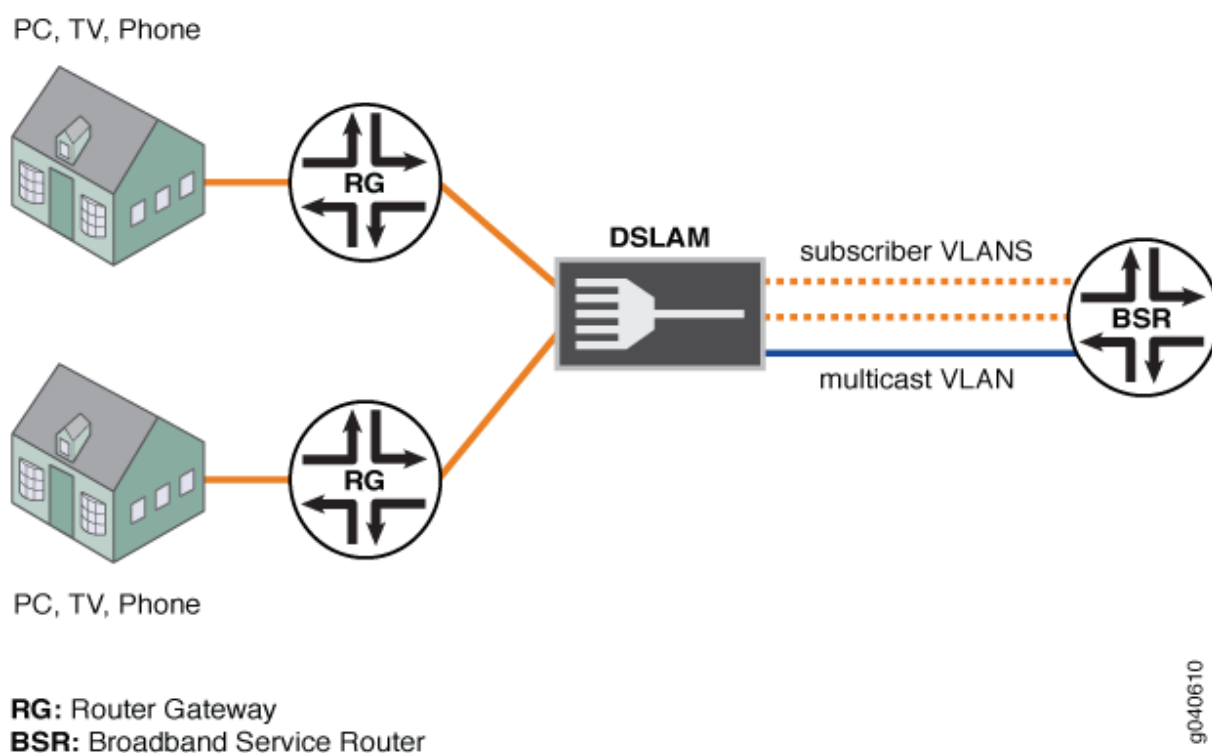 PC, TV, Phone
RG
DSLAM
subscriber VLANS
BSR
multicast VLAN
RG
PC, TV, Phone
RG: Router Gateway
BSR: Broadband Service Router
g040610